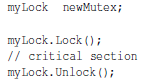 myLock newMutex;
myLock.Lock();
// critical section
myLock.Unlock();